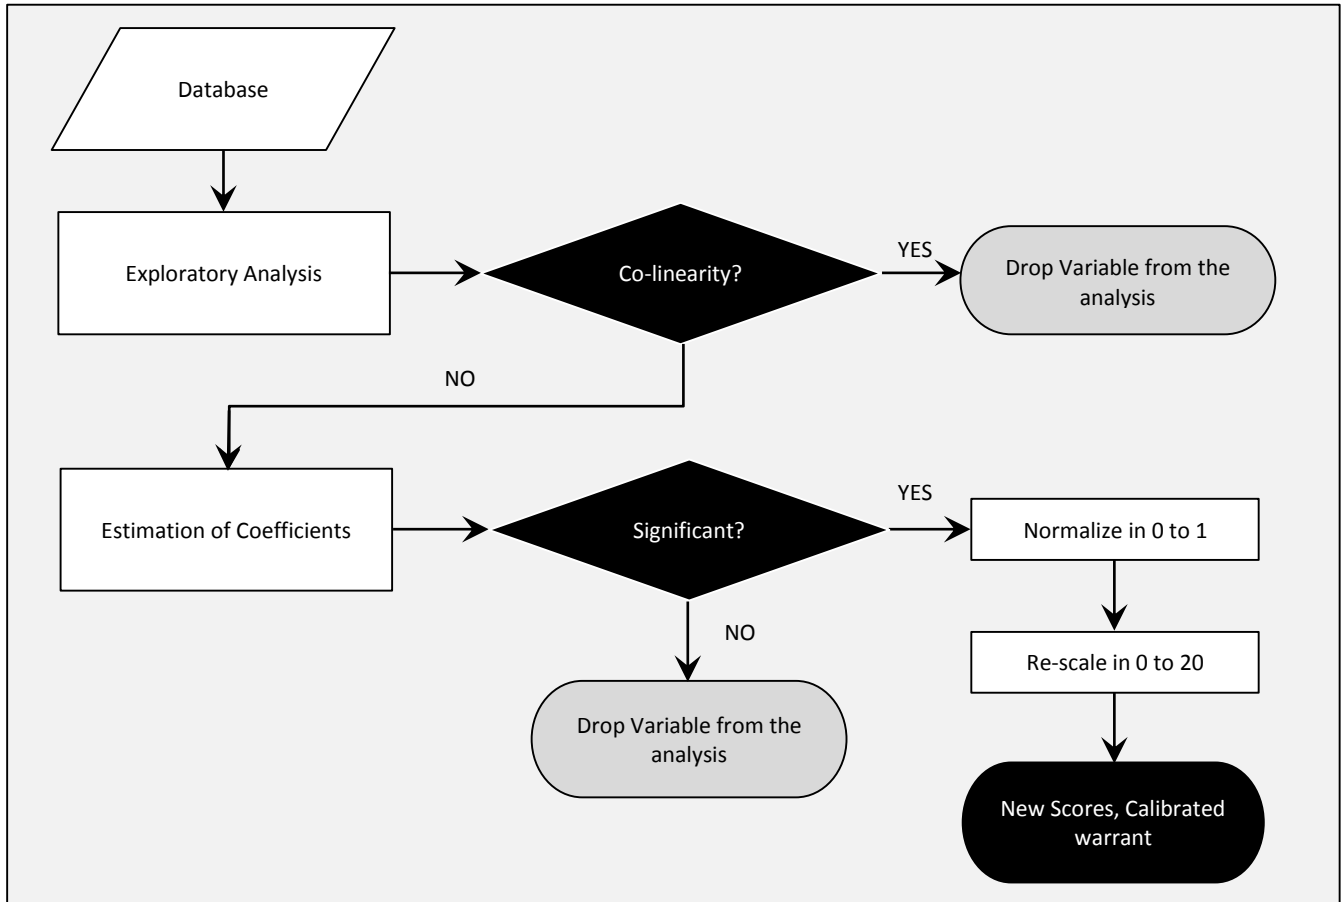 Database
Exploratory Analysis
Co-linearity?
YES
Drop Variable from the
analysis
NO
Estimation of Coefficients
Significant?
YES
Normalize in 0 to 1
NO
Re-scale in 0 to 20
Drop Variable from the
analysis
New Scores, Calibrated
warrant